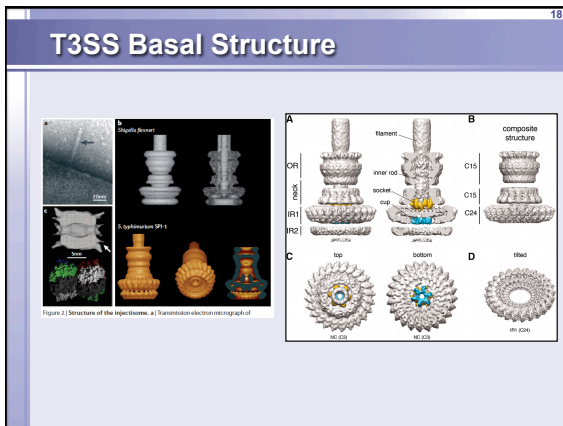 18
T3SS Basal Structure
a
b
Shigella flexneri
70nm
c
5nm
S. typhimurium SPI-1
Figure 2 | Structure of the injectisome. a | Transmission electron micrograph of
A
filament
OR
inner rod
neck
socket
cup
IR1
IR2
B
composite
structure
C15
C15
C24
C
top
bottom
NC (C3)
NC (C3)
D
tilted
IR1 (C24)